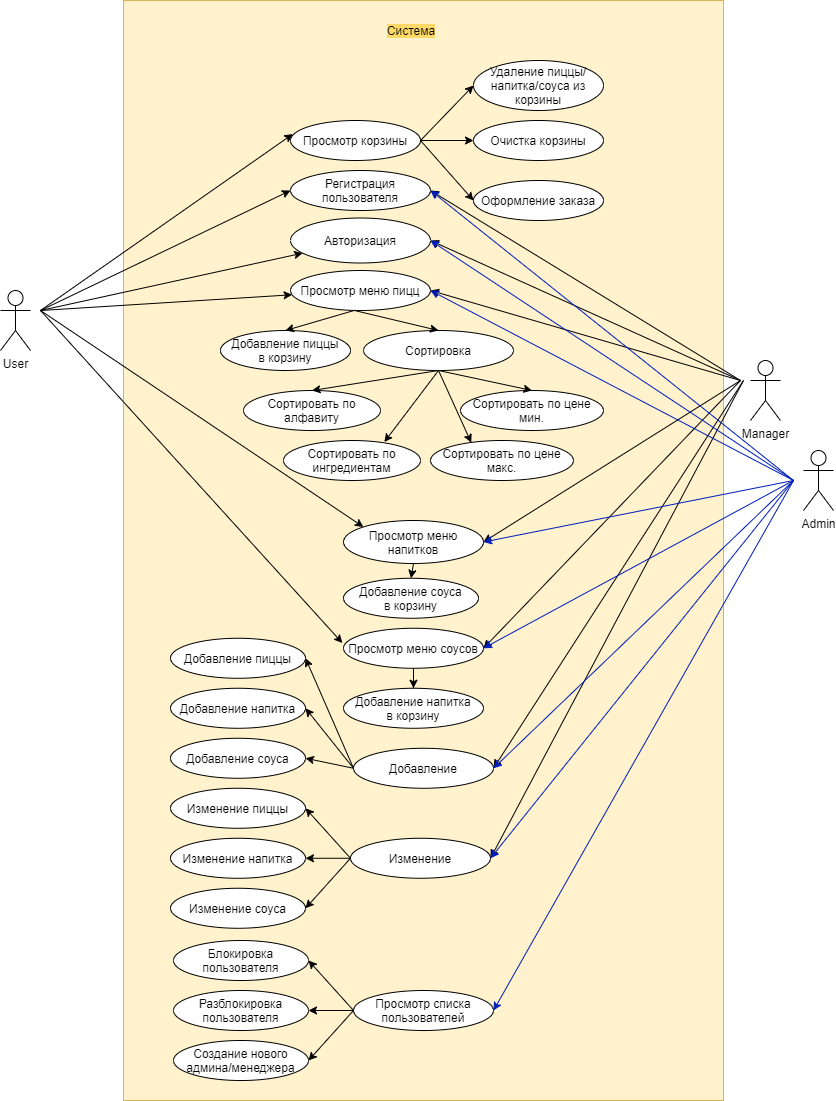 Система
Удаление пиццы/
напитка/соуса из
корзины
Просмотр корзины
Очистка корзины
Регистрация
пользователя
Оформление заказа
Авторизация
Просмотр меню пицц
User
Добавление пиццы
в корзину
Сортировка
Сортировать по
алфавиту
Сортировать по цене
мин.
Manager
Сортировать по
ингредиентам
Сортировать по цене
макс.
Admin
Просмотр меню
напитков
Добавление соуса
в корзину
Просмотр меню соусов
Добавление пиццы
Добавление напитка
в корзину
Добавление напитка
Добавление соуса
Добавление
Изменение пиццы
Изменение напитка
Изменение
Изменение соуса
Блокировка
пользователя
Разблокировка
пользователя
Просмотр списка
пользователей
Создание нового
админа/менеджера